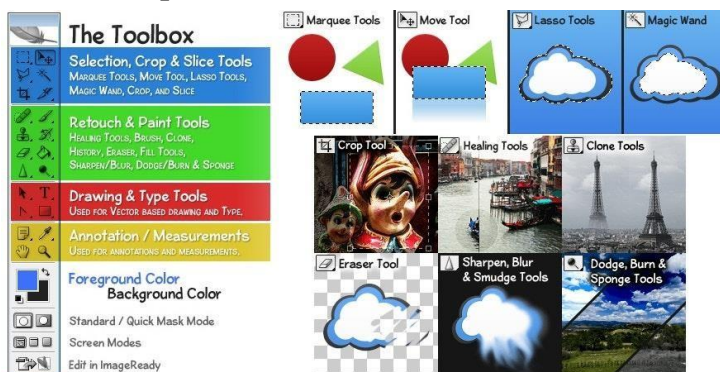 The Toolbox
Selection, Crop & Slice Tools
MARQUEE TOOLS, MOVE TOOL, LASSO TOOLS,
MAGIC WAND, CROP, AND SLICE
Retouch & Paint Tools
HEALING TOOLS, BRUSH, CLONE,
HISTORY, ERASER, FILL TOOLS,
SHARPEN/BLUR, DODGE/BURN & SPONGE
Drawing & Type Tools
USED FOR VECTOR BASED DRAWING AND TYPE.
Annotation / Measurements
USED FOR ANNOTATIONS AND MEASUREMENTS.
Foreground Color
Background Color
Standard / Quick Mask Mode
Screen Modes
Edit in ImageReady
Marquee Tools
Move Tool
Lasso Tools
Magic Wand
Crop Tool
Healing Tools
Clone Tools
Eraser Tool
Sharpen, Blur
& Smudge Tools
Dodge, Burn &
Sponge Tools